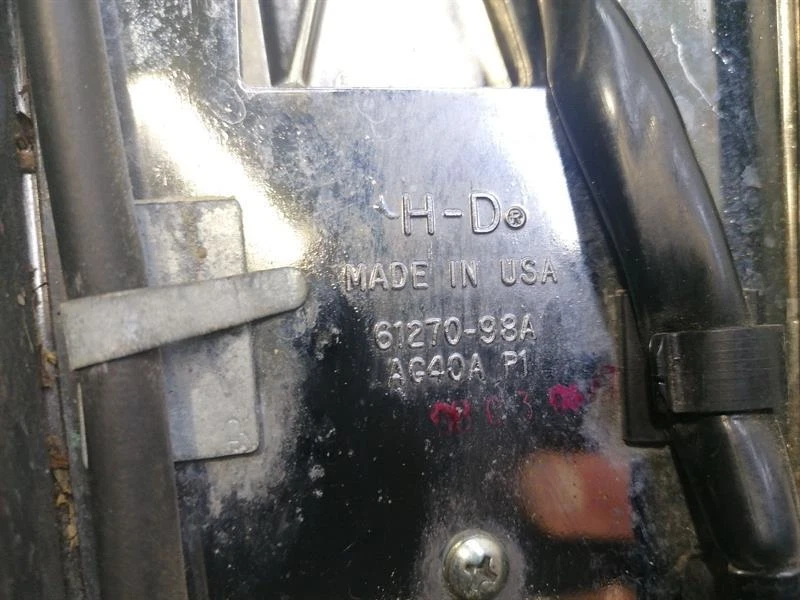 H-D®
MADE IN USA
61270-98A
AG40A P1